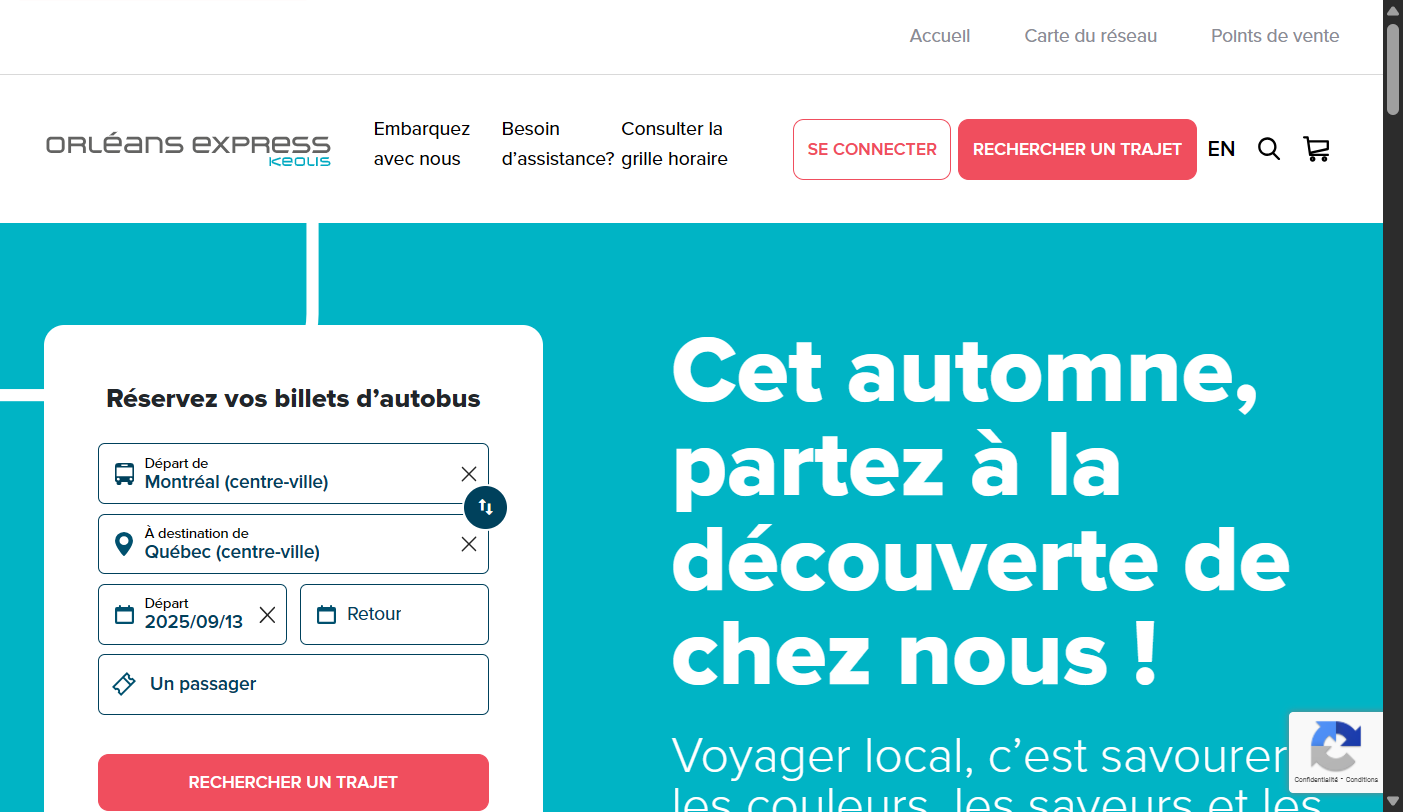 Accueil
Carte du réseau
Points de vente
ORLÉANS EXPRESS
KEOLIS
Embarquez
avec nous
Besoin
d’assistance?
Consulter la
grille horaire
SE CONNECTER
RECHERCHER UN TRAJET
EN
Réservez vos billets d’autobus
Départ de
Montréal (centre-ville)
À destination de
Québec (centre-ville)
Départ
2025/09/13
Retour
Un passager
RECHERCHER UN TRAJET
Cet automne,
partez à la
découverte de
chez nous !
Voyager local, c’est savourer
les couleurs, les saveurs et les
Confidentialité - Conditions